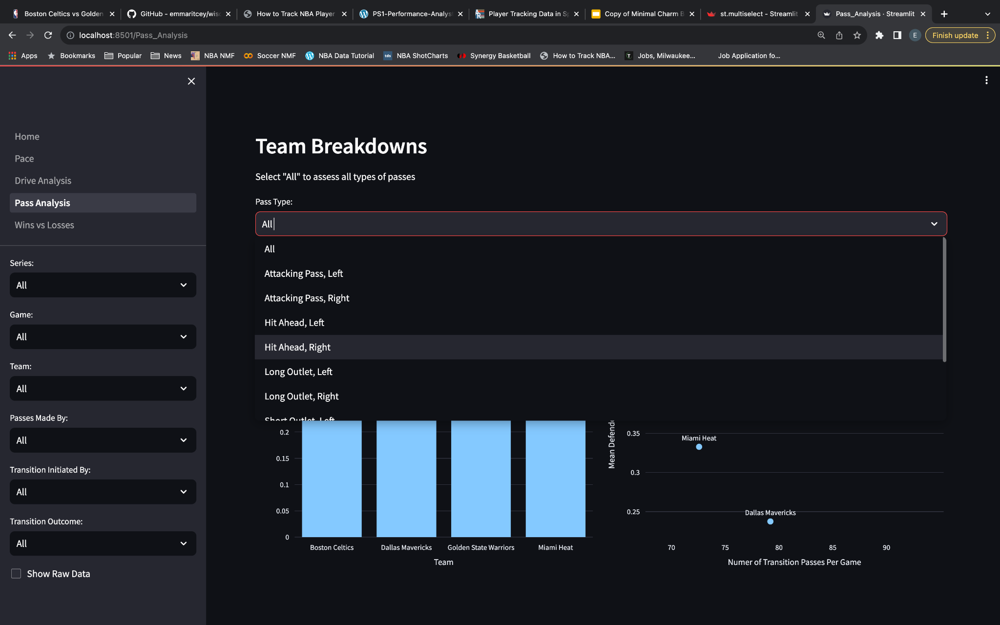 Boston Celtics vs Golden
GitHub - emmaritcey/wisc
How to Track NBA Player
PS1-Performance-Analyst
Player Tracking Data in Sp
Copy of Minimal Charm B
st.multiselect - Streamlit
Pass_Analysis · Streamlit
localhost:8501/Pass_Analysis
E
Finish update
Apps
Bookmarks
Popular
News
NBA NMF
Soccer NMF
NBA Data Tutorial
tds
NBA ShotCharts
Synergy Basketball
How to Track NBA...
T
Jobs, Milwaukee...
Job Application fo...
Home
Pace
Drive Analysis
Pass Analysis
Wins vs Losses
Series:
All
Game:
All
Team:
All
Passes Made By:
All
Transition Initiated By:
All
Transition Outcome:
All
Show Raw Data
Team Breakdowns
Select "All" to assess all types of passes
Pass Type:
All
All
Attacking Pass, Left
Attacking Pass, Right
Hit Ahead, Left
Hit Ahead, Right
Long Outlet, Left
Long Outlet, Right
Short Outlet, Left
0.2
0.15
0.1
0.05
0
Boston Celtics
Dallas Mavericks
Golden State Warriors
Miami Heat
Team
Mean Defende
0.35
0.3
0.25
Miami Heat
Dallas Mavericks
70
75
80
85
90
Numer of Transition Passes Per Game